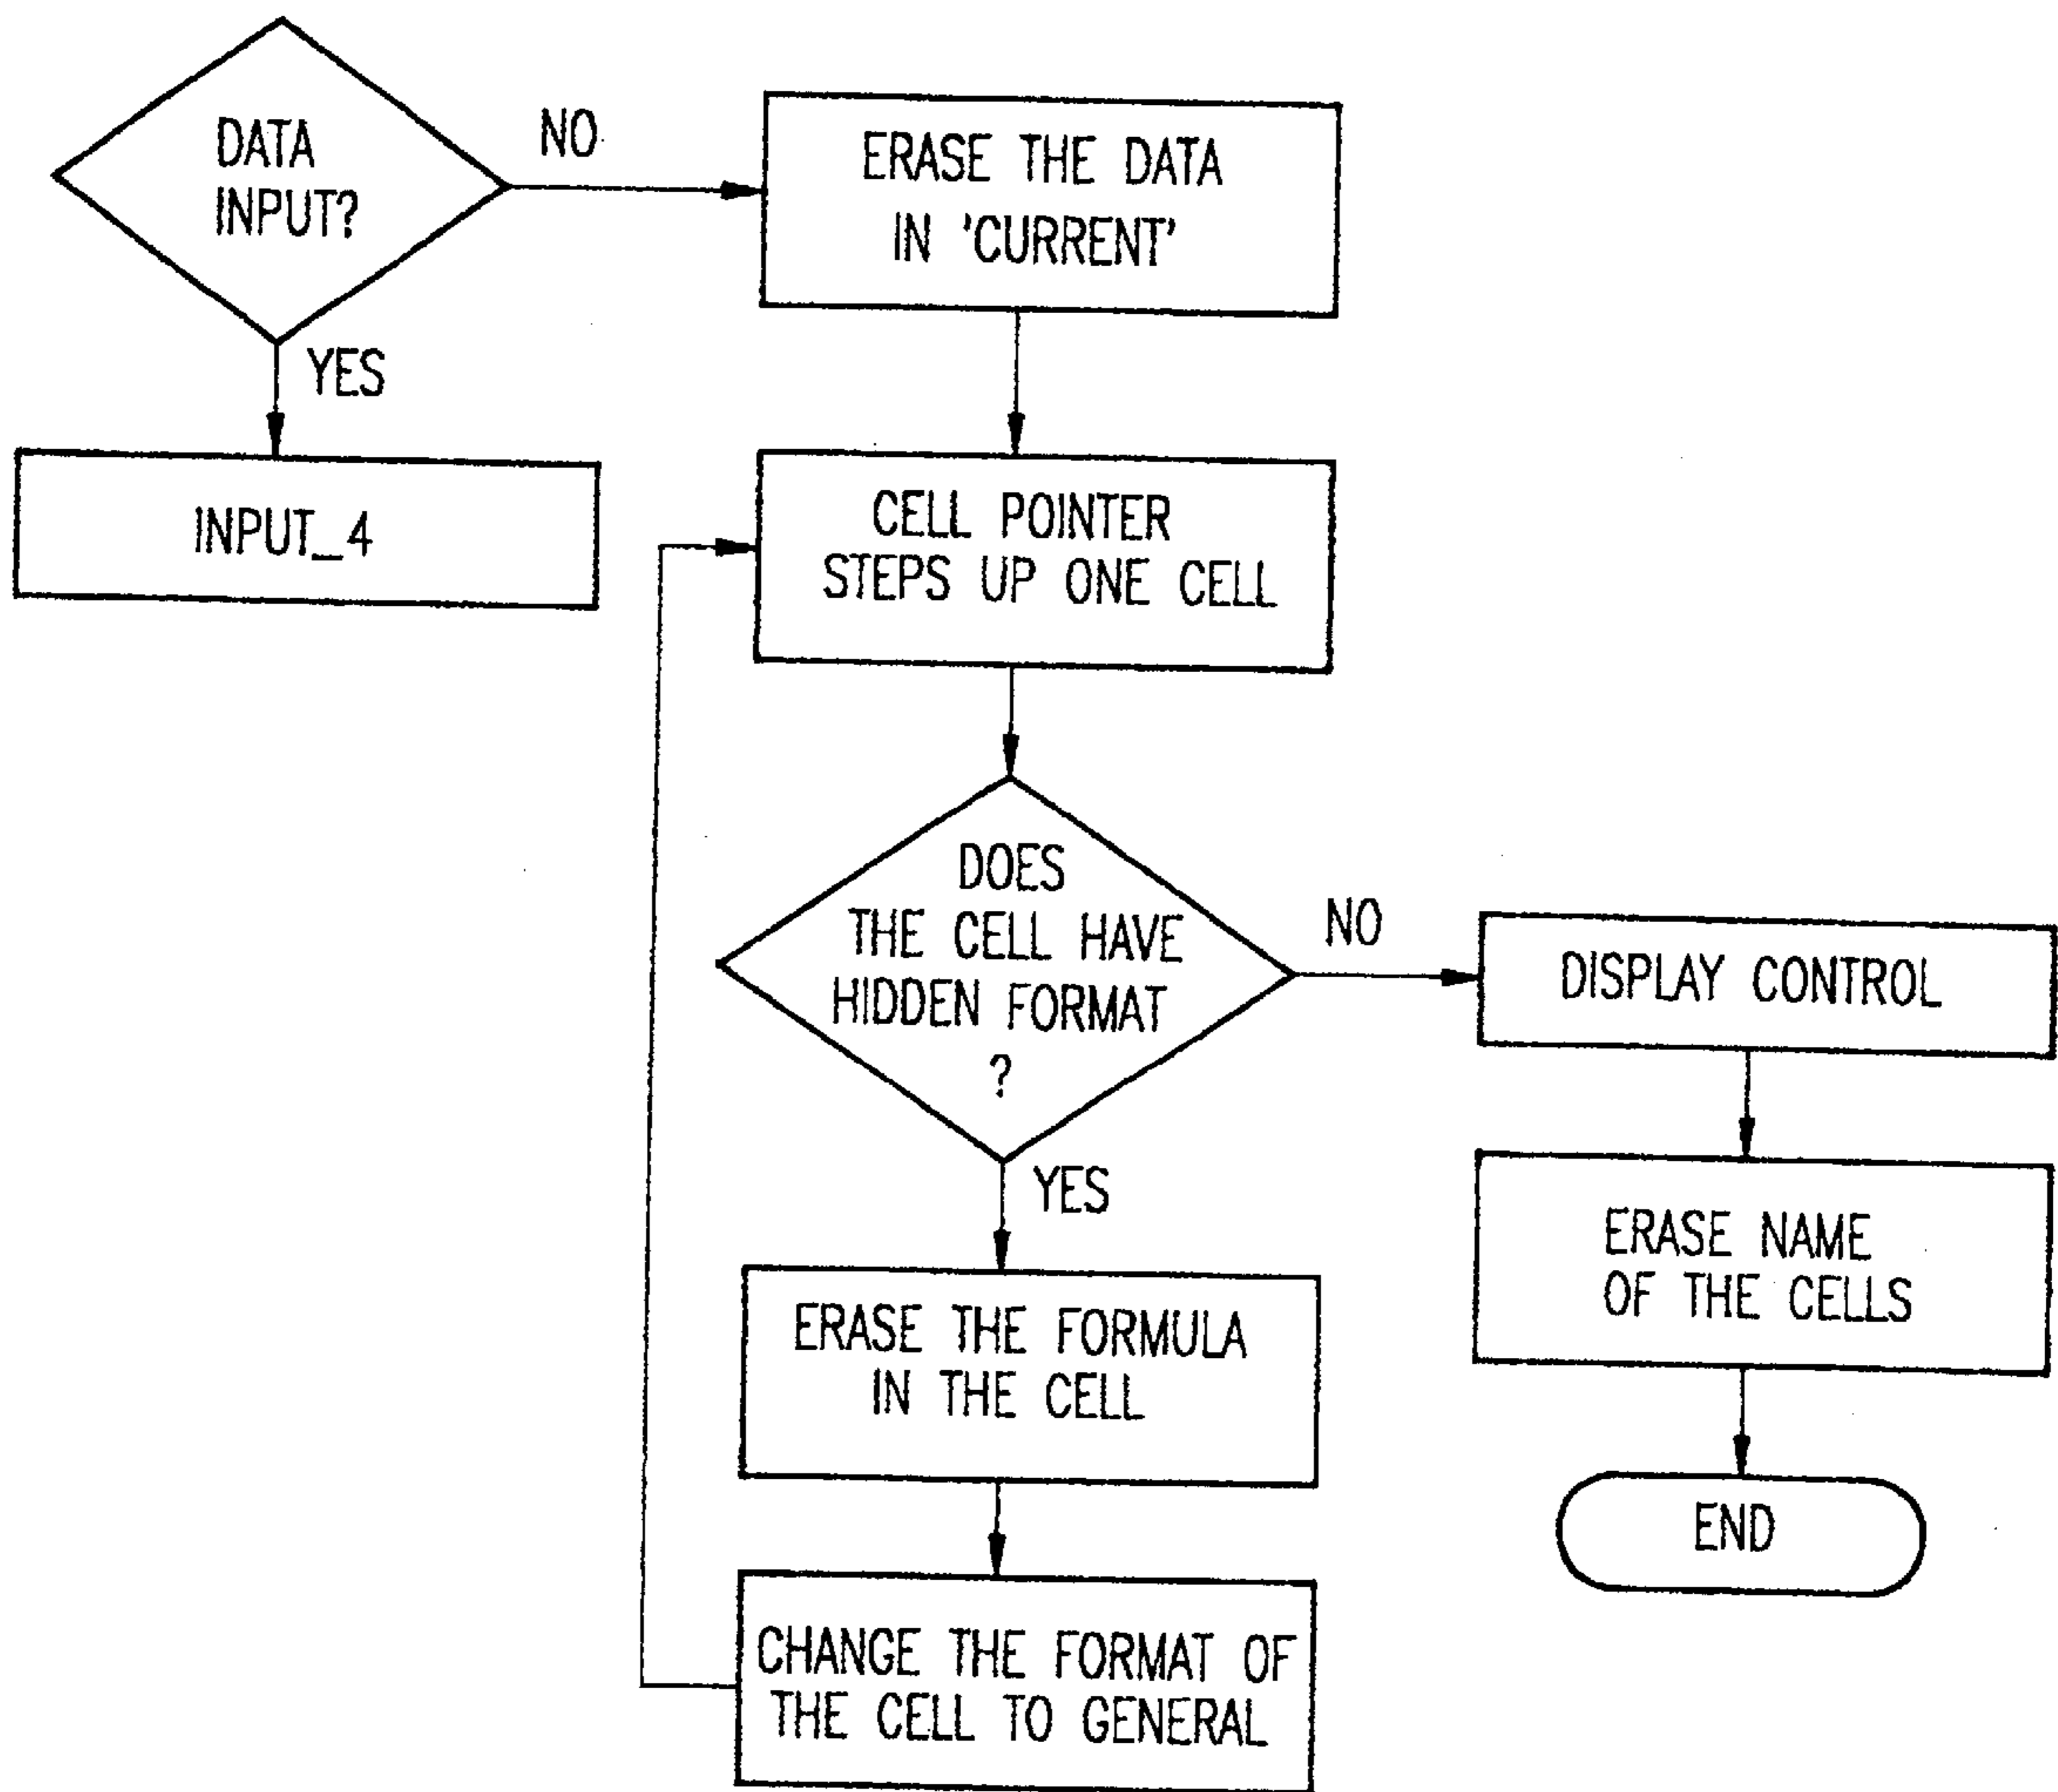 DATA
INPUT?
NO
ERASE THE DATA
IN 'CURRENT'
YES
INPUT_4
CELL POINTER
STEPS UP ONE CELL
DOES
THE CELL HAVE
HIDDEN FORMAT
?
NO
DISPLAY CONTROL
YES
ERASE NAME
OF THE CELLS
ERASE THE FORMULA
IN THE CELL
END
CHANGE THE FORMAT OF
THE CELL TO GENERAL